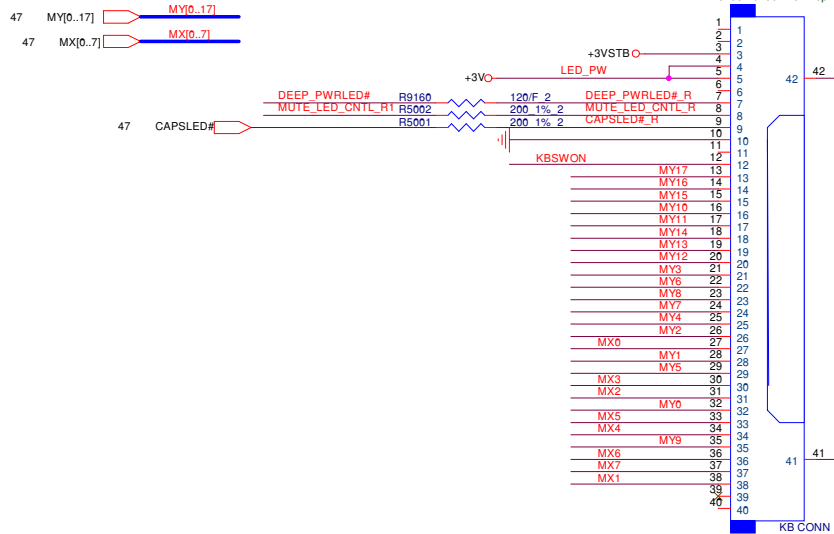 47 MY[0..17] MY[0..17]
47 MX[0..7] MX[0..7]
1 1
2 2
+3VSTB 3 3
4 4
+3V LED_PW 5 5
6 6
DEEP_PWRLED# R9160 120/F_2 DEEP_PWRLED#_R 7 7
MUTE_LED_CNTL_R1 R5002 200_1%_2 MUTE_LED_CNTL_R 8 8
47 CAPSLED# R5001 200_1%_2 CAPSLED#_R 9 9
10 10
11 11
KBSWON 12 12
MY17 13 13
MY16 14 14
MY15 15 15
MY10 16 16
MY11 17 17
MY14 18 18
MY13 19 19
MY12 20 20
MY3 21 21
MY6 22 22
MY8 23 23
MY7 24 24
MY4 25 25
MY2 26 26
MX0 27 27
MY1 28 28
MY5 29 29
MX3 30 30
MX2 31 31
MY0 32 32
MX5 33 33
MX4 34 34
MY9 35 35
MX6 36 36
MX7 37 37
MX1 38 38
39 39
40 40
42 42
41 41
KB CONN